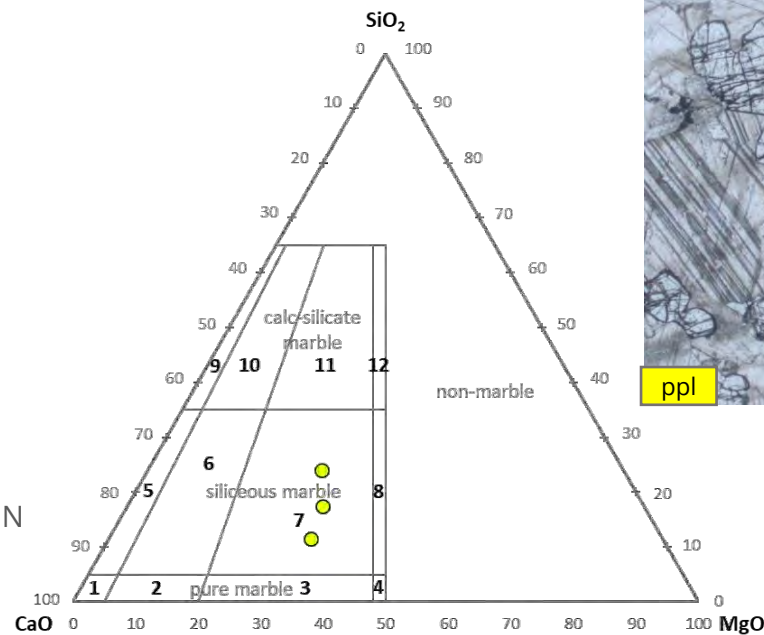 SiO₂
0 100
10 90
20 80
30 70
40 60
calc-silicate
marble
50 50
9 10 11 12
60 40
non-marble
ppl
70 30
6
80 5 siliceous marble 8 20
7
N
90 10
1 2 pure marble 3 4
100 0
CaO 0 10 20 30 40 50 60 70 80 90 100 MgO